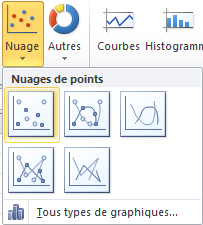 Nuage
Autres
Courbes
Histogramm
Nuages de points
Tous types de graphiques...